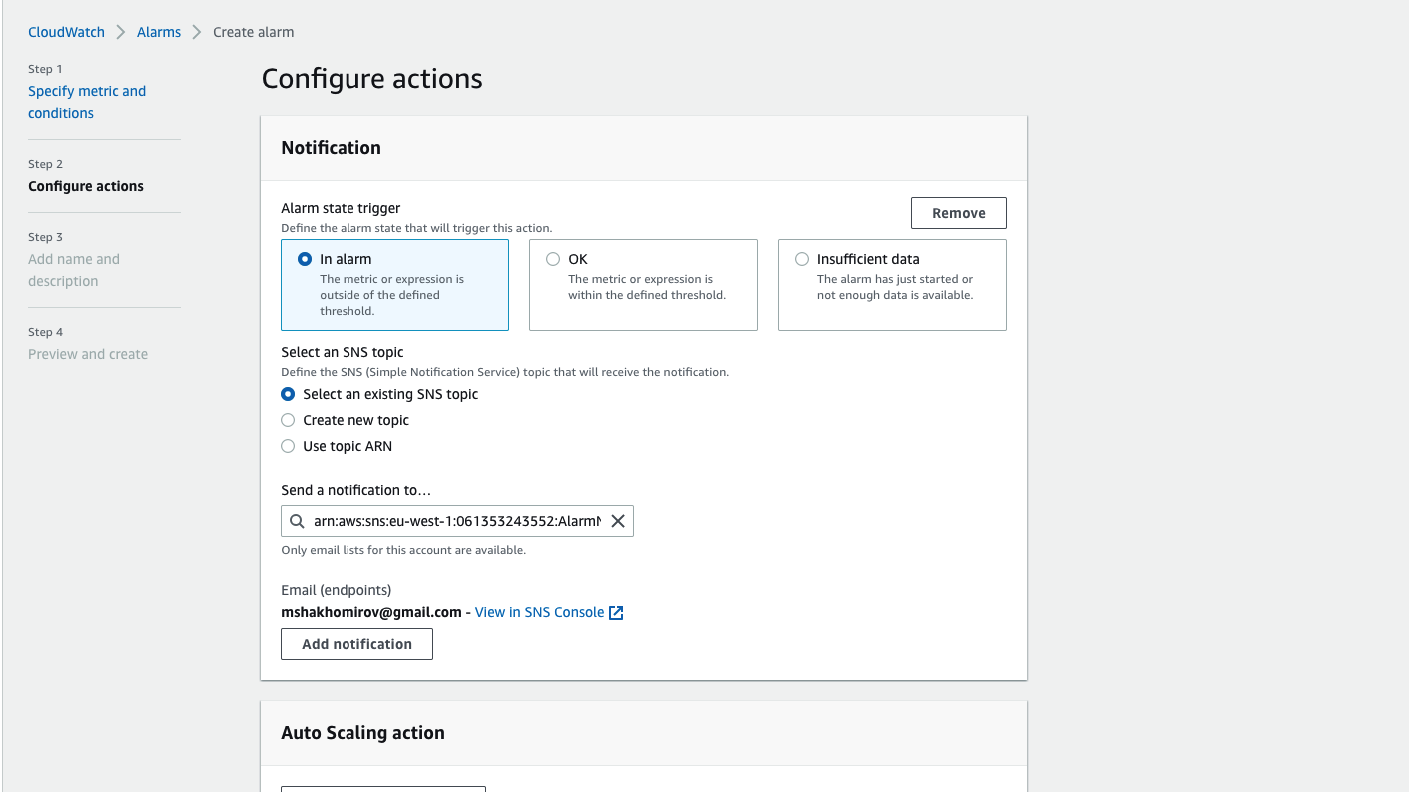 CloudWatch > Alarms > Create alarm
Step 1
Specify metric and
conditions
Step 2
Configure actions
Step 3
Add name and
description
Step 4
Preview and create
Configure actions
Notification
Alarm state trigger
Define the alarm state that will trigger this action.
Remove
In alarm
The metric or expression is
outside of the defined
threshold.
OK
The metric or expression is
within the defined threshold.
Insufficient data
The alarm has just started or
not enough data is available.
Select an SNS topic
Define the SNS (Simple Notification Service) topic that will receive the notification.
Select an existing SNS topic
Create new topic
Use topic ARN
Send a notification to…
arn:aws:sns:eu-west-1:061353243552:AlarmN
Only email lists for this account are available.
Email (endpoints)
mshakhomirov@gmail.com - View in SNS Console
Add notification
Auto Scaling action